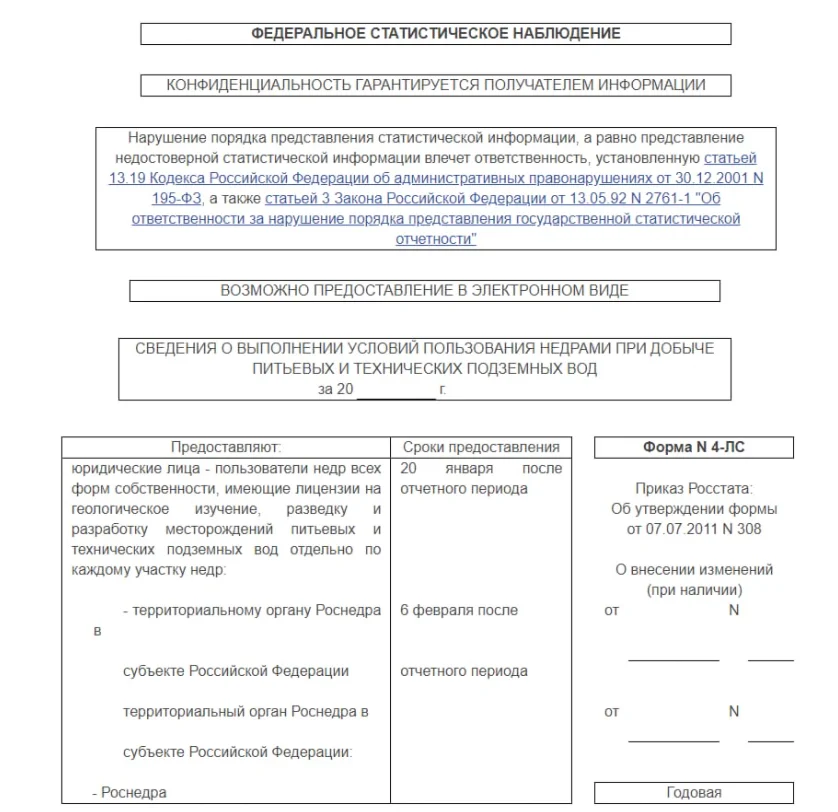 ФЕДЕРАЛЬНОЕ СТАТИСТИЧЕСКОЕ НАБЛЮДЕНИЕ
КОНФИДЕНЦИАЛЬНОСТЬ ГАРАНТИРУЕТСЯ ПОЛУЧАТЕЛЕМ ИНФОРМАЦИИ
Нарушение порядка представления статистической информации, а равно представление
недостоверной статистической информации влечет ответственность, установленную статьей
13.19 Кодекса Российской Федерации об административных правонарушениях от 30.12.2001 N
195-ФЗ, а также статьей 3 Закона Российской Федерации от 13.05.92 N 2761-1 "Об
ответственности за нарушение порядка представления государственной статистической
отчетности"
ВОЗМОЖНО ПРЕДОСТАВЛЕНИЕ В ЭЛЕКТРОННОМ ВИДЕ
СВЕДЕНИЯ О ВЫПОЛНЕНИИ УСЛОВИЙ ПОЛЬЗОВАНИЯ НЕДРАМИ ПРИ ДОБЫЧЕ
ПИТЬЕВЫХ И ТЕХНИЧЕСКИХ ПОДЗЕМНЫХ ВОД
за 20 _________ г.
Предоставляют:
юридические лица - пользователи недр всех
форм собственности, имеющие лицензии на
геологическое изучение, разведку и
разработку месторождений питьевых и
технических подземных вод отдельно по
каждому участку недр:
- территориальному органу Роснедра
в
субъекте Российской Федерации
территориальный орган Роснедра в
субъекте Российской Федерации:
- Роснедра
Сроки предоставления
20 января после
отчетного периода
6 февраля после
отчетного периода
Форма N 4-ЛС
Приказ Росстата:
Об утверждении формы
от 07.07.2011 N 308
О внесении изменений
(при наличии)
от N
от N
Годовая